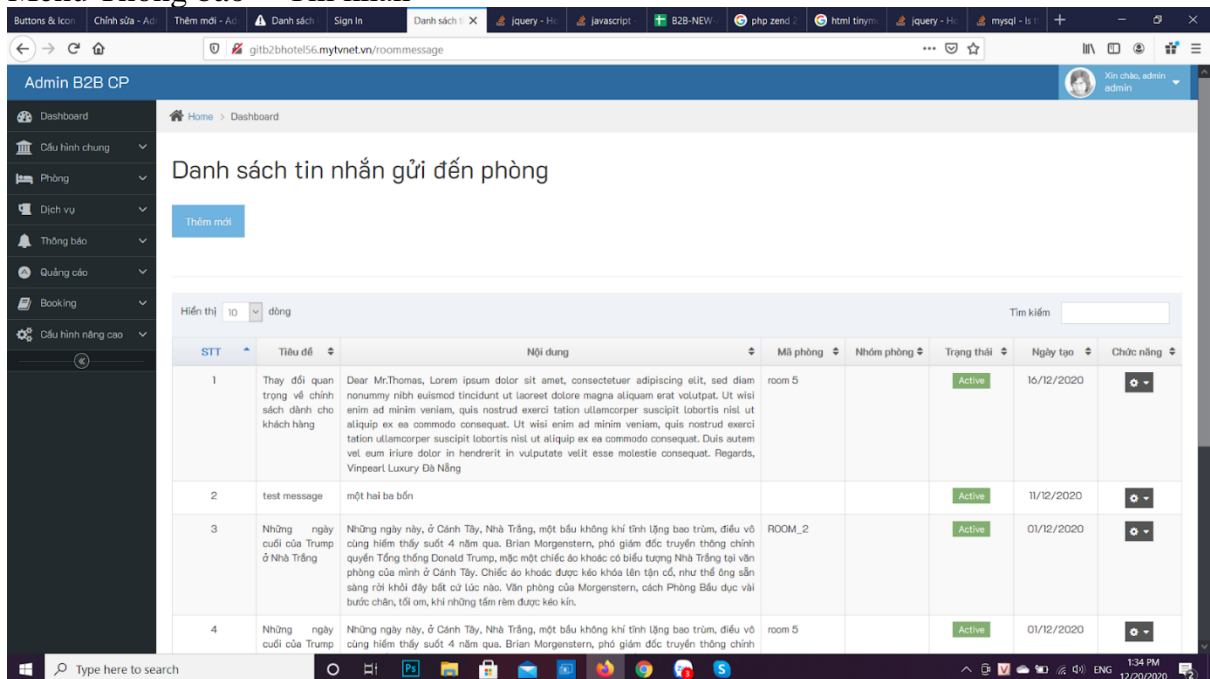 Menu Thông báo – Tin nhắn
Buttons & Icon
Chỉnh sửa - Adm
Thêm mới - Ad
Danh sách
Sign In
Danh sách t
jquery - Ho
javascript -
B2B-NEW-
php zend 2
html tinymc
jquery - Ho
mysql - Is t
gitb2bhotel56.mytvnet.vn/roommessage
Admin B2B CP
Xin chào, admin
admin
Dashboard
Home > Dashboard
Cấu hình chung
Phòng
Dịch vụ
Thông báo
Quảng cáo
Booking
Cấu hình nâng cao
Danh sách tin nhắn gửi đến phòng
Thêm mới
Hiển thị 10 dòng
Tìm kiếm
STT Tiêu đề Nội dung Mã phòng Nhóm phòng Trạng thái Ngày tạo Chức năng
1 Thay đổi quan Dear Mr.Thomas, Lorem ipsum dolor sit amet, consectetuer adipiscing elit, sed diam room 5 Active 16/12/2020
trọng về chính nonummy nibh euismod tincidunt ut laoreet dolore magna aliquam erat volutpat. Ut wisi
sách dành cho enim ad minim veniam, quis nostrud exerci tation ullamcorper suscipit lobortis nisl ut
khách hàng aliquip ex ea commodo consequat. Ut wisi enim ad minim veniam, quis nostrud exerci
tation ullamcorper suscipit lobortis nisl ut aliquip ex ea commodo consequat. Duis autem
vel eum iriure dolor in hendrerit in vulputate velit esse molestie consequat. Regards,
Vinpearl Luxury Đà Nẵng
2 test message một hai ba bốn Active 11/12/2020
3 Những ngày Những ngày này, ở Cánh Tây, Nhà Trắng, một bầu không khí tĩnh lặng bao trùm, điều vô ROOM_2 Active 01/12/2020
cuối của Trump cùng hiếm thấy suốt 4 năm qua. Brian Morgenstern, phó giám đốc truyền thông chính
ở Nhà Trắng quyền Tổng thống Donald Trump, mặc một chiếc áo khoác có biểu tượng Nhà Trắng tại văn
phòng của mình ở Cánh Tây. Chiếc áo khoác được kéo khóa lên tận cổ, như thể ông sẵn
sàng rời khỏi đây bất cứ lúc nào. Văn phòng của Morgenstern, cách Phòng Bầu dục vài
bước chân, tối om, khi những tấm rèm được kéo kín.
4 Những ngày Những ngày này, ở Cánh Tây, Nhà Trắng, một bầu không khí tĩnh lặng bao trùm, điều vô room 5 Active 01/12/2020
cuối của Trump cùng hiếm thấy suốt 4 năm qua. Brian Morgenstern, phó giám đốc truyền thông chính
Type here to search
ENG
1:34 PM
12/20/2020